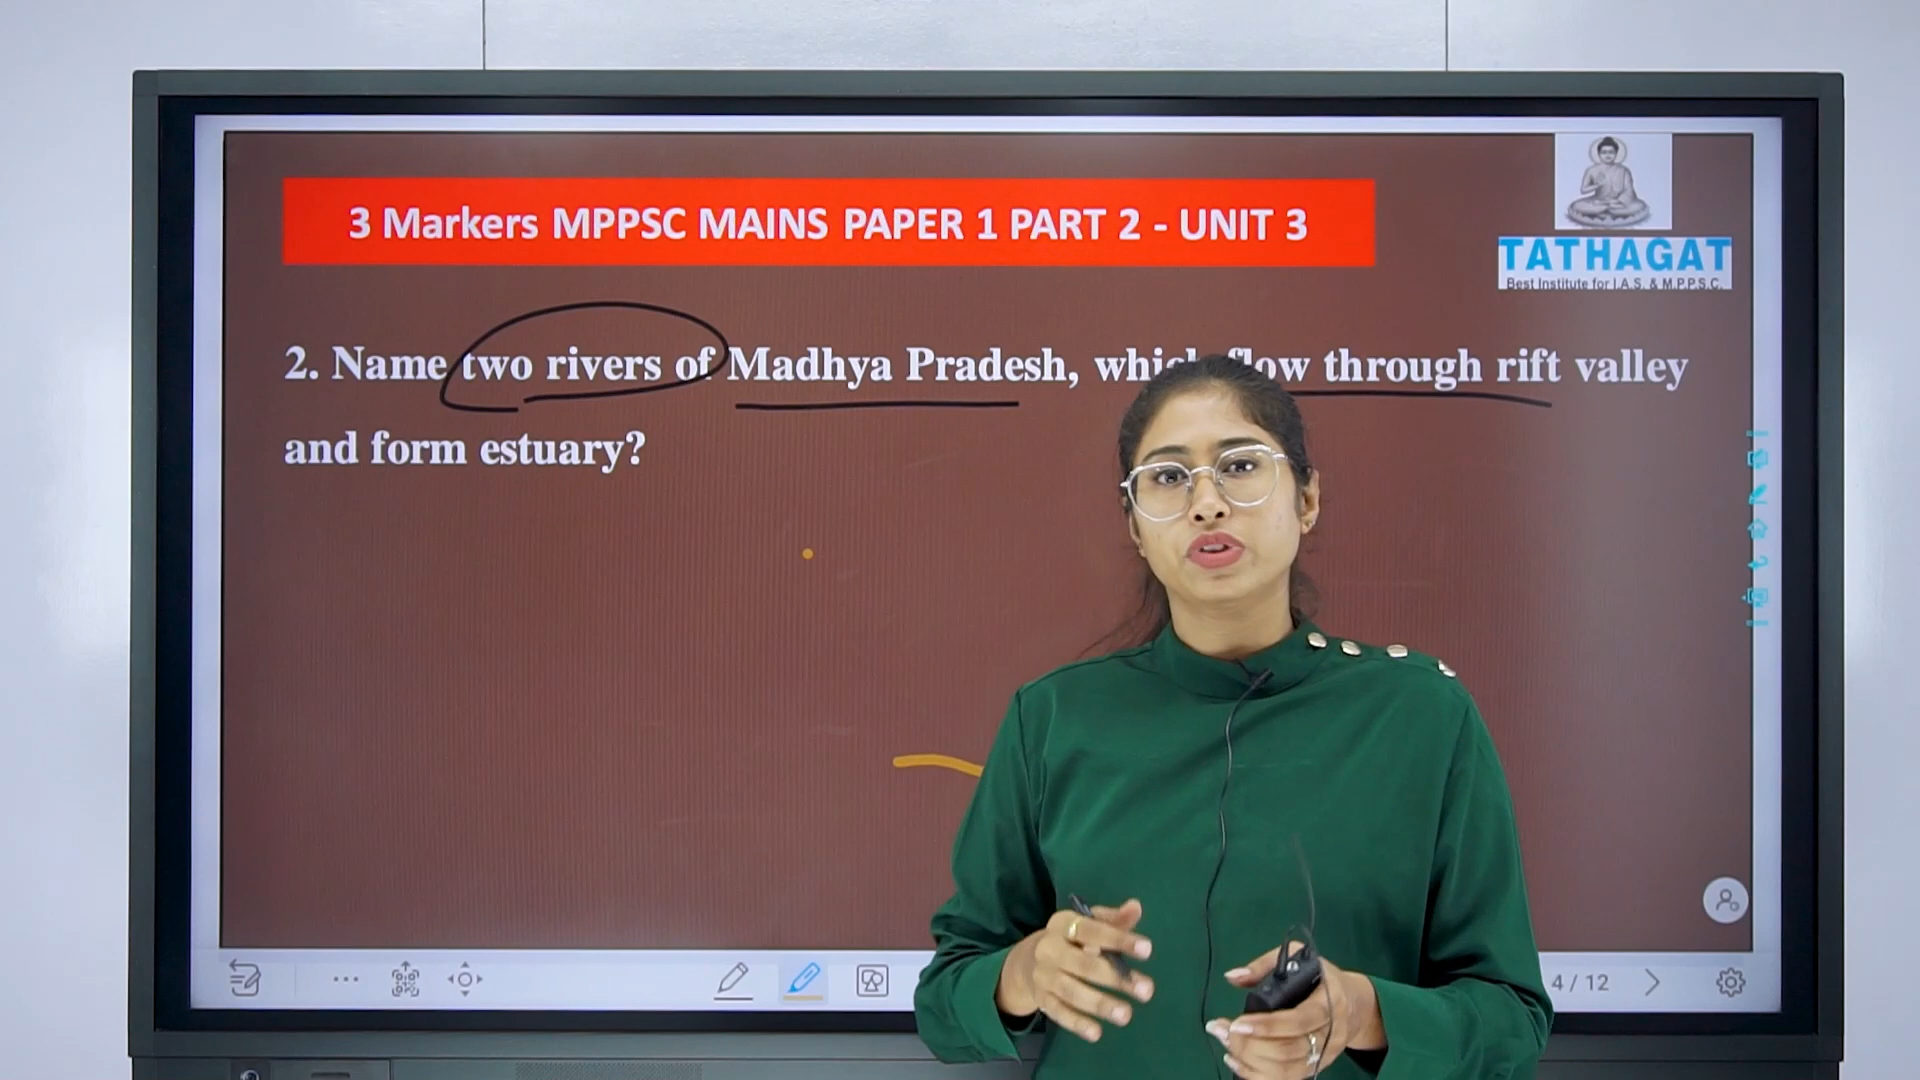 3 Markers MPPSC MAINS PAPER 1 PART 2 - UNIT 3
TATHAGAT
Best Institute for I.A.S. & M.P.P.S.C.
2. Name two rivers of Madhya Pradesh, which flow through rift valley
and form estuary?
4 / 12